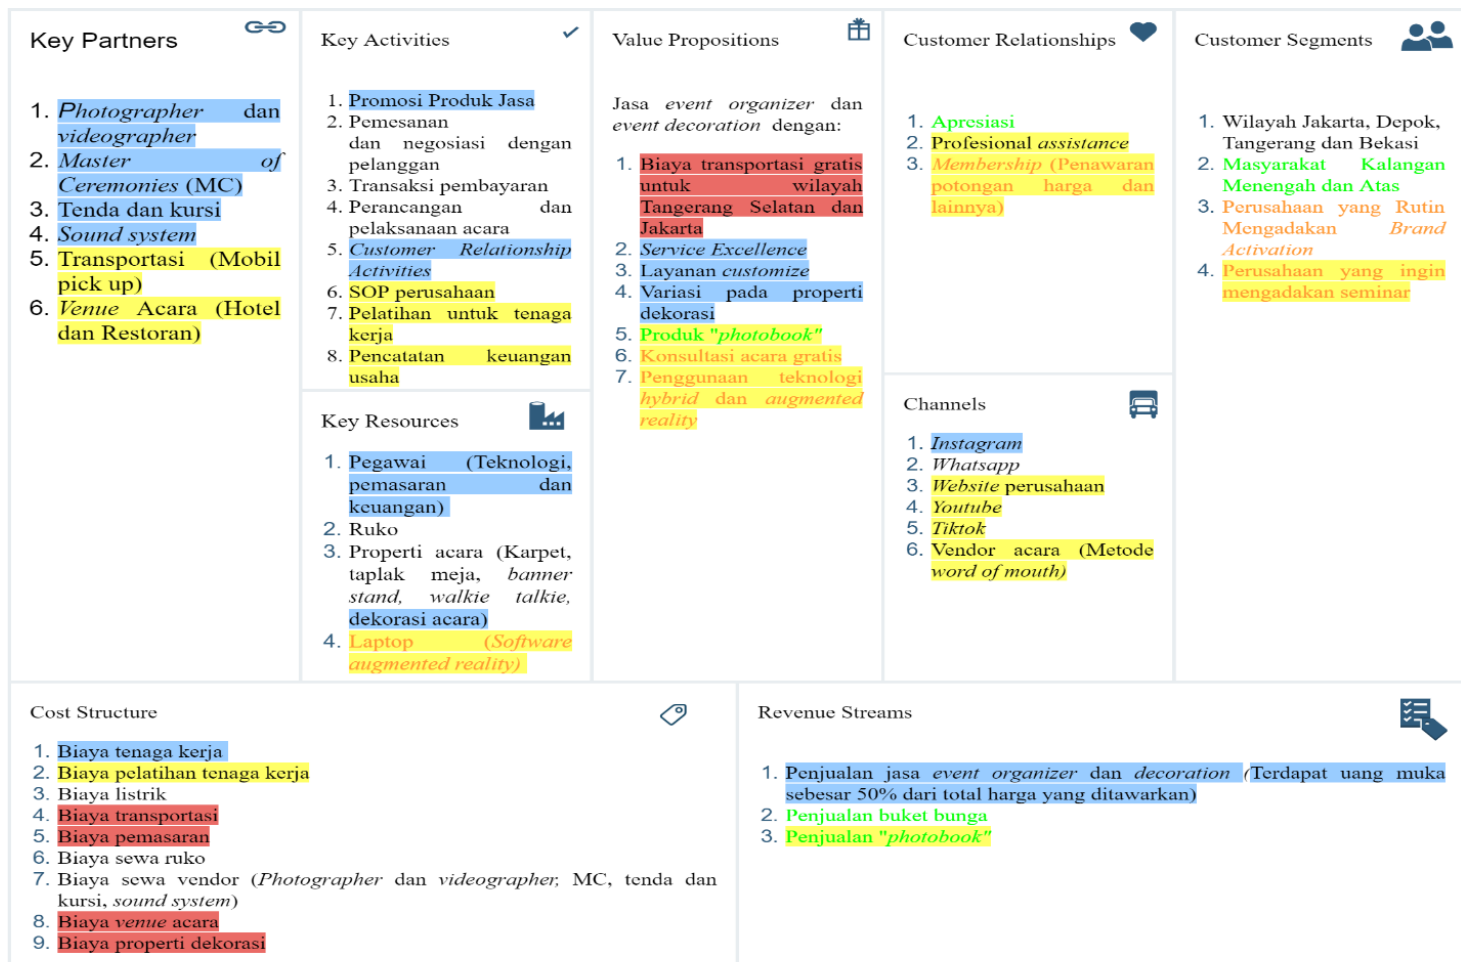 Key Partners
1. Photographer dan
videographer
2. Master of
Ceremonies (MC)
3. Tenda dan kursi
4. Sound system
5. Transportasi (Mobil
pick up)
6. Venue Acara (Hotel
dan Restoran)
Key Activities
1. Promosi Produk Jasa
2. Pemesanan
dan negosiasi dengan
pelanggan
3. Transaksi pembayaran
4. Perancangan dan
pelaksanaan acara
5. Customer Relationship
Activities
6. SOP perusahaan
7. Pelatihan untuk tenaga
kerja
8. Pencatatan keuangan
usaha
Key Resources
1. Pegawai (Teknologi,
pemasaran dan
keuangan)
2. Ruko
3. Properti acara (Karpet,
taplak meja, banner
stand, walkie talkie,
dekorasi acara)
4. Laptop (Software
augmented reality)
Value Propositions
Jasa event organizer dan
event decoration dengan:
1. Biaya transportasi gratis
untuk wilayah
Tangerang Selatan dan
Jakarta
2. Service Excellence
3. Layanan customize
4. Variasi pada properti
dekorasi
5. Produk "photobook"
6. Konsultasi acara gratis
7. Penggunaan teknologi
hybrid dan augmented
reality
Customer Relationships
1. Apresiasi
2. Profesional assistance
3. Membership (Penawaran
potongan harga dan
lainnya)
Channels
1. Instagram
2. Whatsapp
3. Website perusahaan
4. Youtube
5. Tiktok
6. Vendor acara (Metode
word of mouth)
Customer Segments
1. Wilayah Jakarta, Depok,
Tangerang dan Bekasi
2. Masyarakat Kalangan
Menengah dan Atas
3. Perusahaan yang Rutin
Mengadakan Brand
Activation
4. Perusahaan yang ingin
mengadakan seminar
Cost Structure
1. Biaya tenaga kerja
2. Biaya pelatihan tenaga kerja
3. Biaya listrik
4. Biaya transportasi
5. Biaya pemasaran
6. Biaya sewa ruko
7. Biaya sewa vendor (Photographer dan videographer, MC, tenda dan
kursi, sound system)
8. Biaya venue acara
9. Biaya properti dekorasi
Revenue Streams
1. Penjualan jasa event organizer dan decoration (Terdapat uang muka
sebesar 50% dari total harga yang ditawarkan)
2. Penjualan buket bunga
3. Penjualan "photobook"